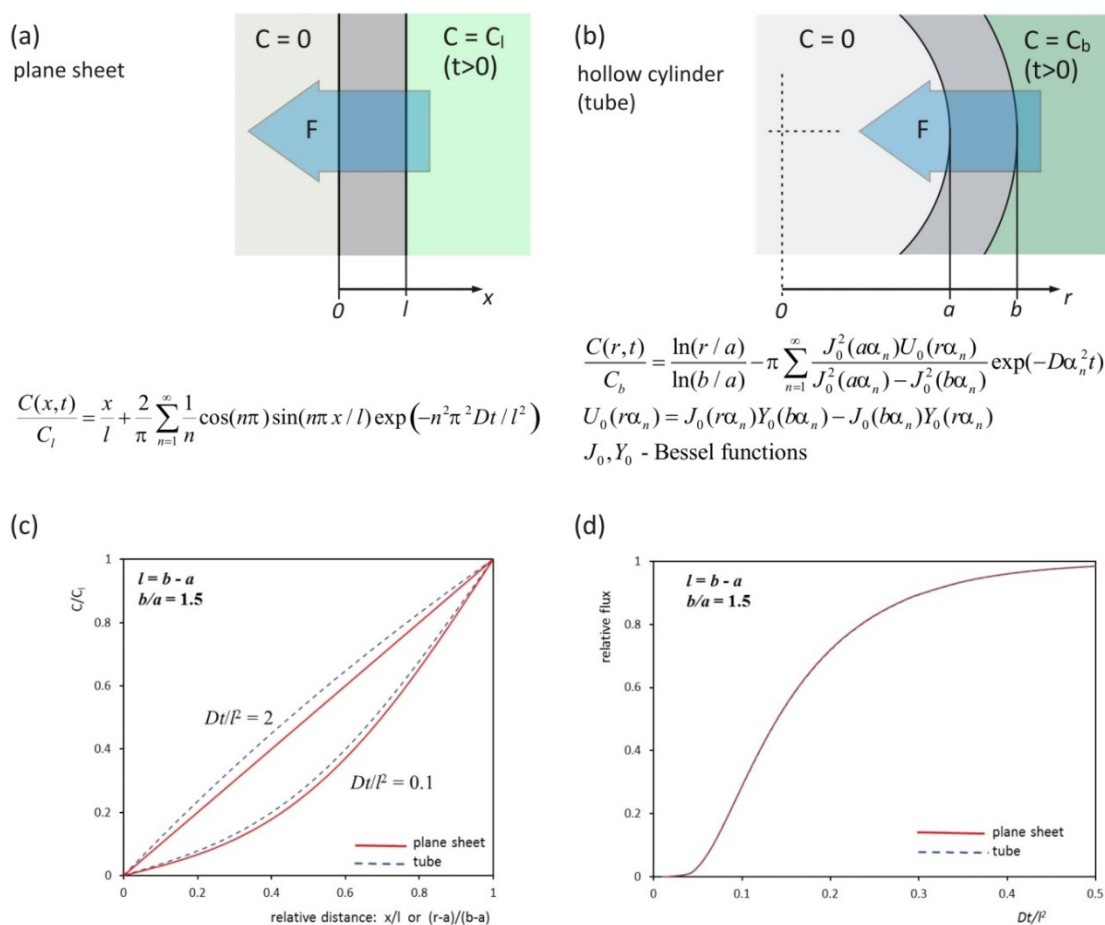 (a)
plane sheet
C = 0
C = Cₗ
(t>0)
F
0 l x
(b)
hollow cylinder
(tube)
C = 0
C = C_b
(t>0)
F
0 a b r
C(x,t)/Cₗ = x/l + 2/π ∑_{n=1}^{∞} 1/n cos(nπ) sin(nπ x / l) exp(−n²π²Dt / l²)
C(r,t)/C_b = ln(r / a)/ln(b / a) − π ∑_{n=1}^{∞} J₀²(aαₙ)U₀(rαₙ)/(J₀²(aαₙ) − J₀²(bαₙ)) exp(−Dαₙ²t)
U₀(rαₙ) = J₀(rαₙ)Y₀(bαₙ) − J₀(bαₙ)Y₀(rαₙ)
J₀, Y₀ - Bessel functions
(c)
l = b - a
b/a = 1.5
C/Cₗ
1
0.8
0.6
0.4
0.2
0
Dt/l² = 2
Dt/l² = 0.1
plane sheet
tube
0 0.2 0.4 0.6 0.8 1
relative distance: x/l or (r-a)/(b-a)
(d)
l = b - a
b/a = 1.5
relative flux
1
0.8
0.6
0.4
0.2
0
plane sheet
tube
0 0.1 0.2 0.3 0.4 0.5
Dt/l²